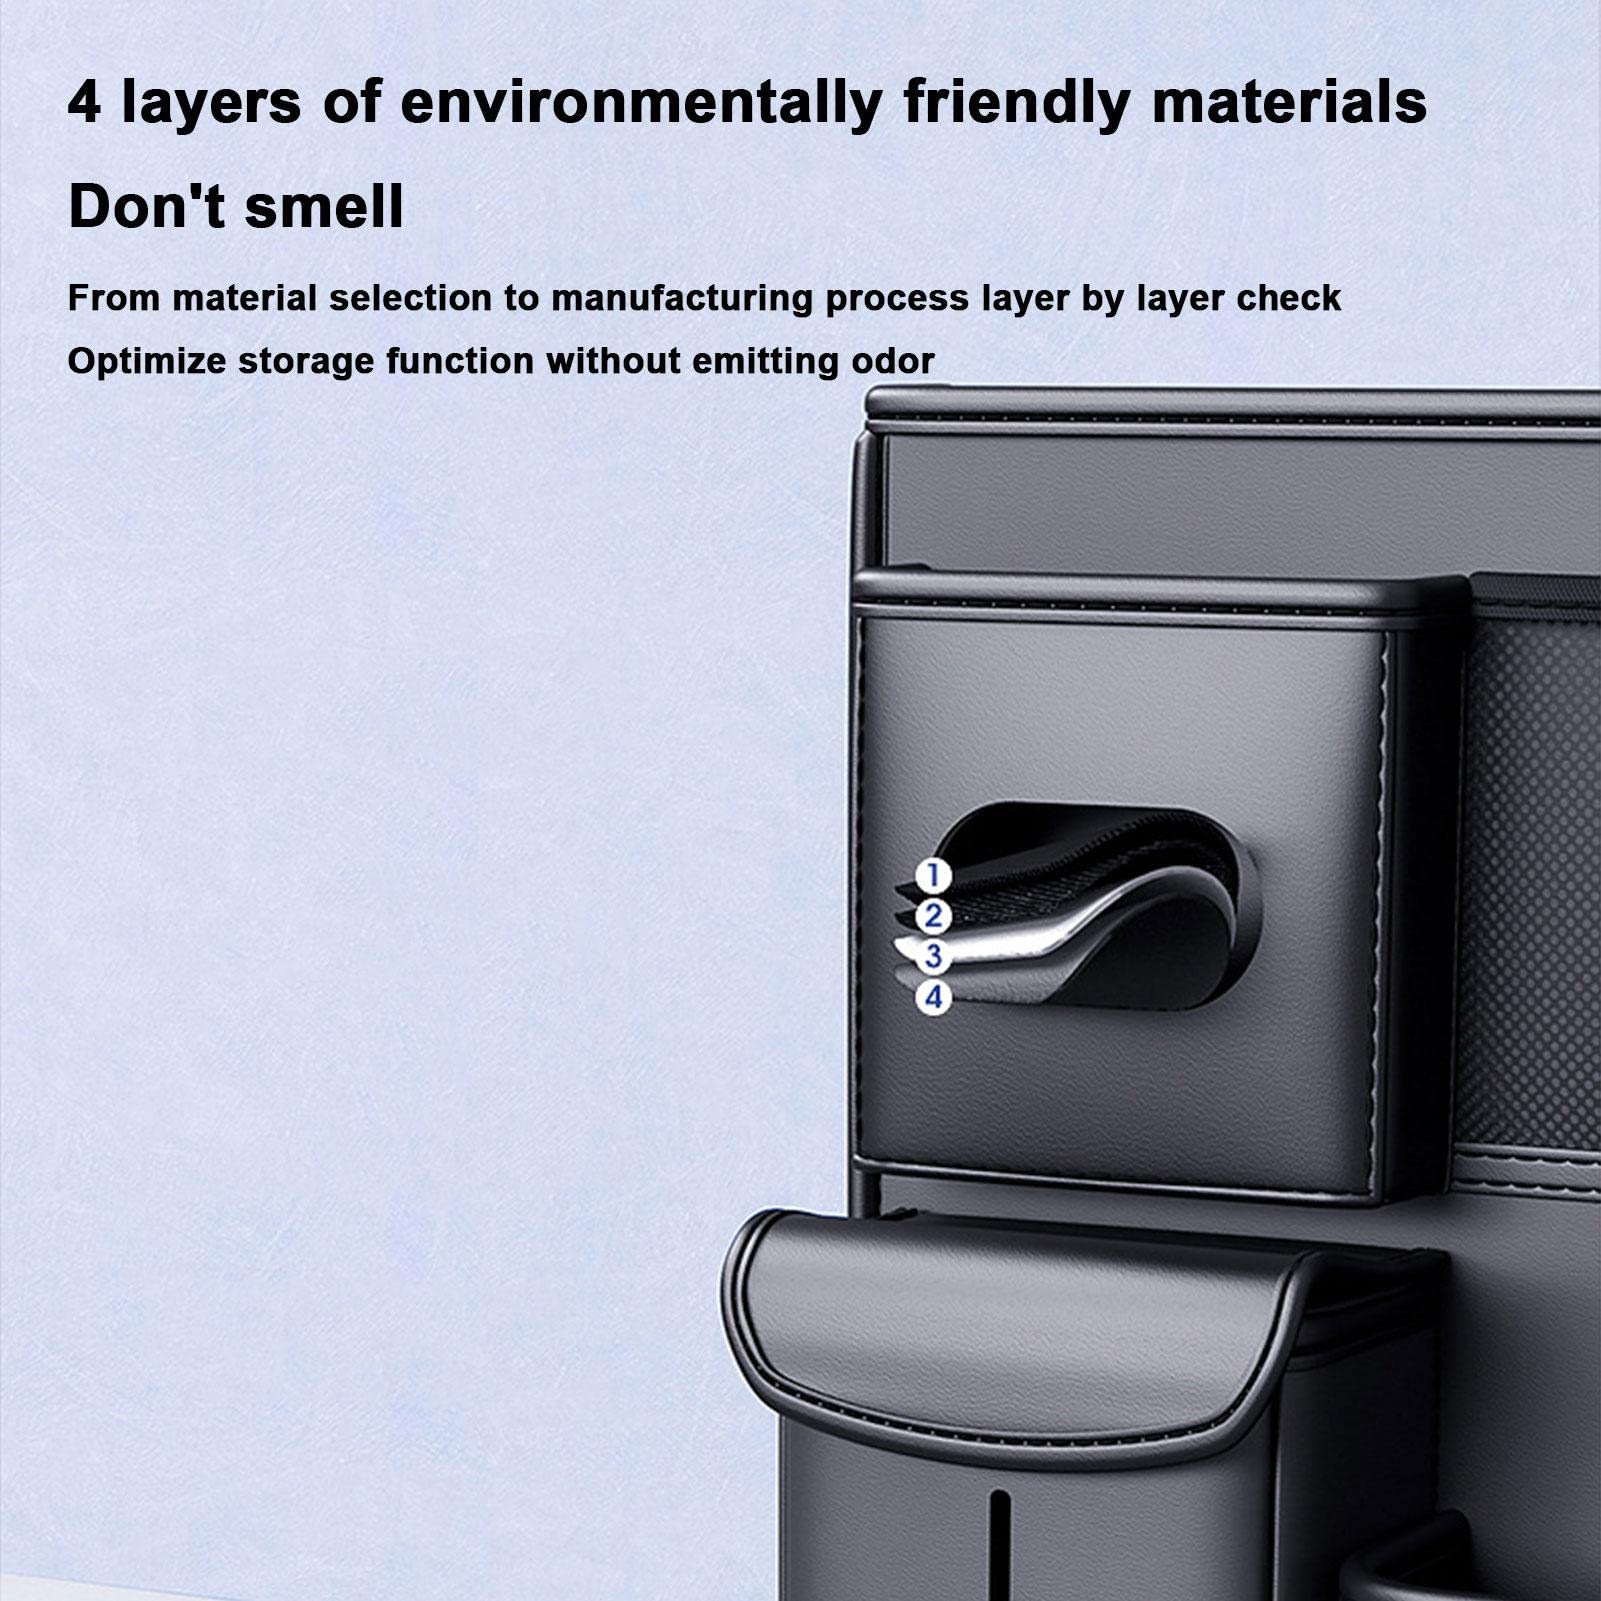 4 layers of environmentally friendly materials
Don't smell
From material selection to manufacturing process layer by layer check
Optimize storage function without emitting odor
1
2
3
4